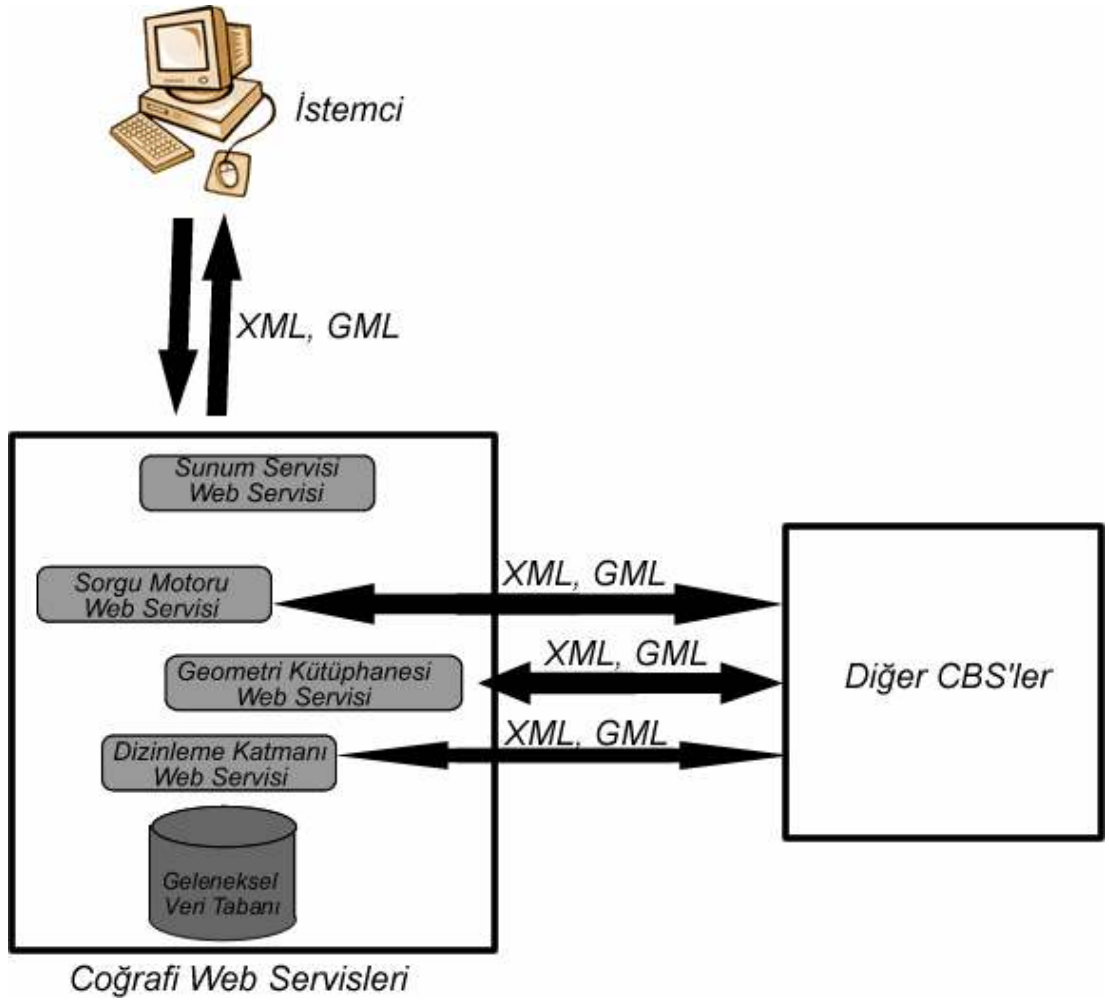 İstemci
XML, GML
Sunum Servisi
Web Servisi
Sorgu Motoru
Web Servisi
XML, GML
Geometri Kütüphanesi
Web Servisi
XML, GML
Diğer CBS'ler
Dizinleme Katmanı
Web Servisi
XML, GML
Geleneksel
Veri Tabanı
Coğrafi Web Servisleri